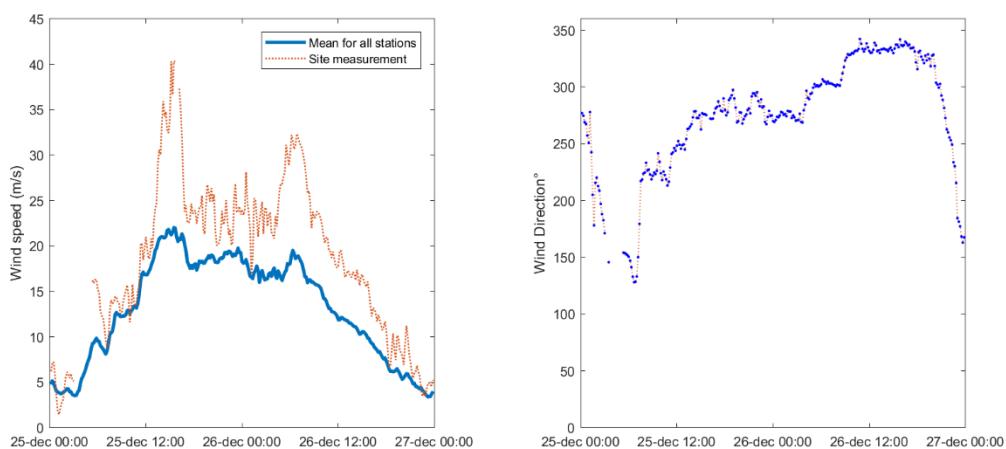 45
40
35
30
25
20
15
10
5
0
Wind speed (m/s)
Mean for all stations
Site measurement
25-dec 00:00
25-dec 12:00
26-dec 00:00
26-dec 12:00
27-dec 00:00
350
300
250
200
150
100
50
0
Wind Direction°
25-dec 00:00
25-dec 12:00
26-dec 00:00
26-dec 12:00
27-dec 00:00